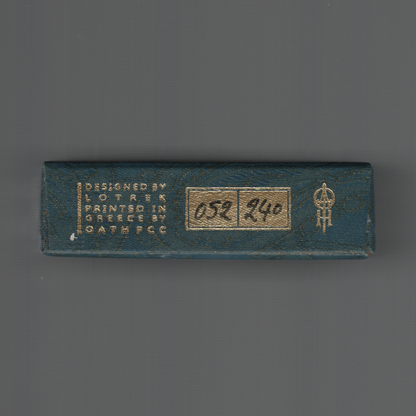 DESIGNED BY
LOTREK
PRINTED IN
GREECE BY
OATH PCC
052 240